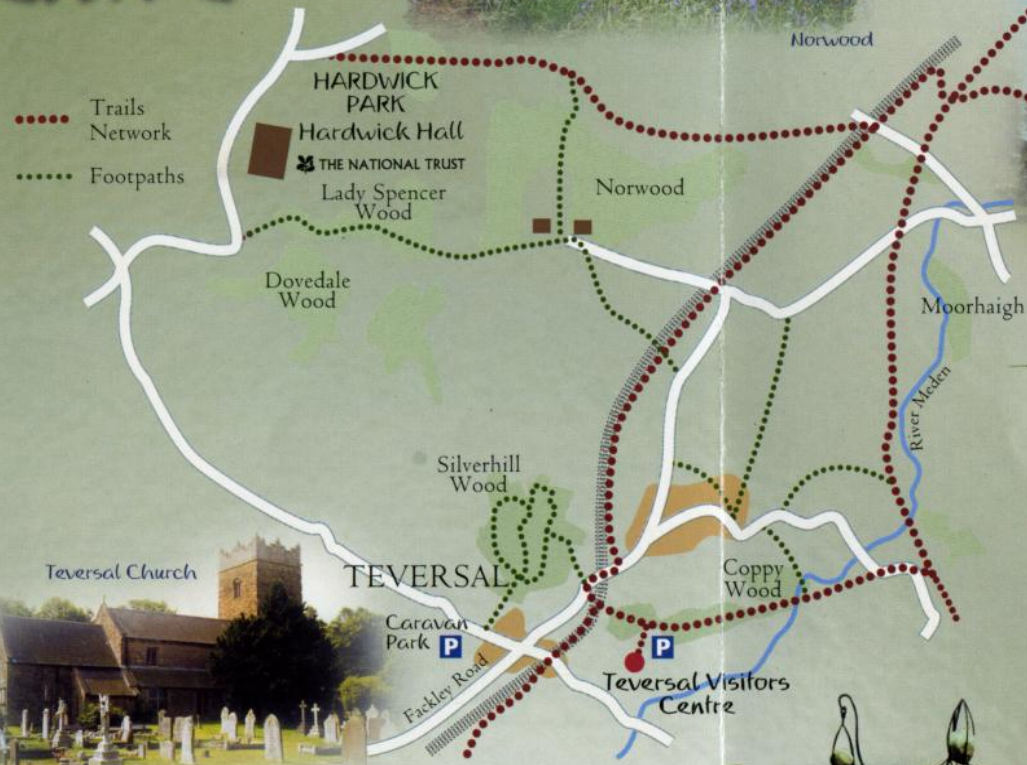 Norwood
Trails
Network
Footpaths
HARDWICK
PARK
Hardwick Hall
THE NATIONAL TRUST
Lady Spencer
Wood
Norwood
Dovedale
Wood
Moorhaigh
River Meden
Silverhill
Wood
Teversal Church
TEVERSAL
Coppy
Wood
Caravan
Park
P
P
Fackley Road
Teversal Visitors
Centre